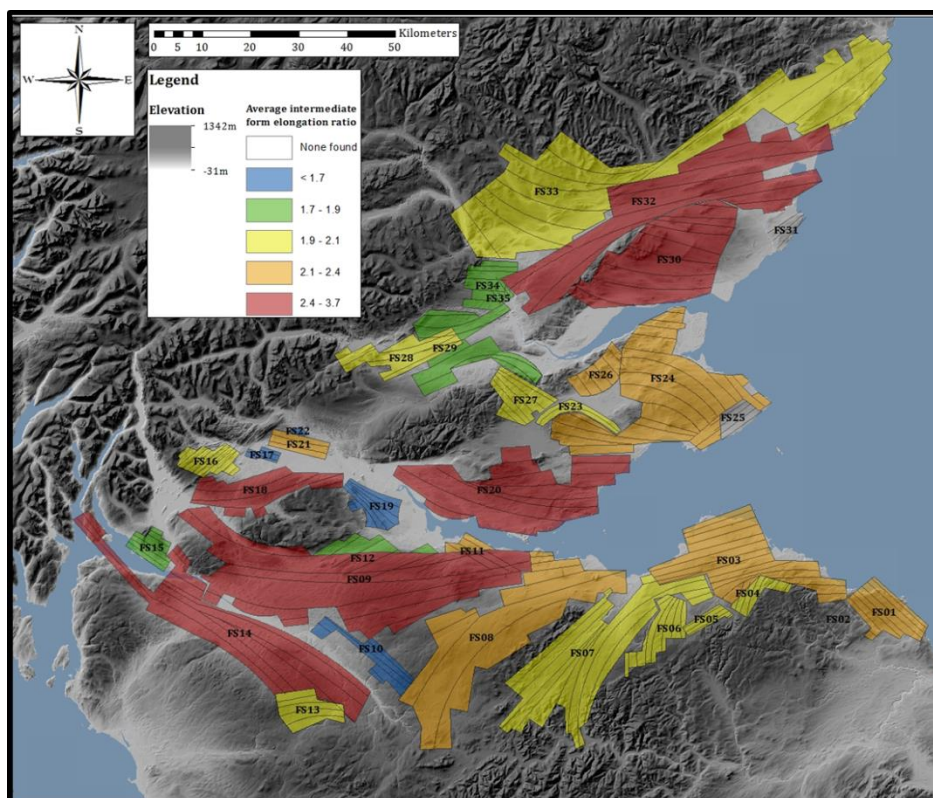 N
W
E
S
Kilometers
0 5 10 20 30 40 50
Legend
Elevation
1342m
-31m
Average intermediate
form elongation ratio
None found
< 1.7
1.7 - 1.9
1.9 - 2.1
2.1 - 2.4
2.4 - 3.7
FS33
FS32
FS31
FS30
FS34
FS35
FS29
FS28
FS26
FS24
FS27
FS23
FS25
FS22
FS21
FS17
FS16
FS18
FS20
FS19
FS15
FS12
FS11
FS09
FS03
FS04
FS01
FS02
FS05
FS06
FS14
FS08
FS10
FS07
FS13